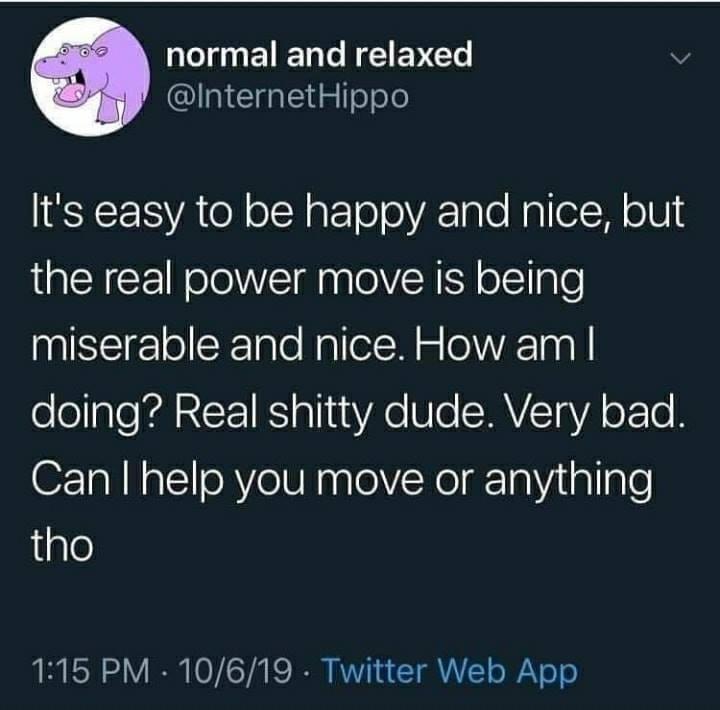 normal and relaxed
@InternetHippo
It's easy to be happy and nice, but
the real power move is being
miserable and nice. How am I
doing? Real shitty dude. Very bad.
Can I help you move or anything
tho
1:15 PM · 10/6/19 · Twitter Web App